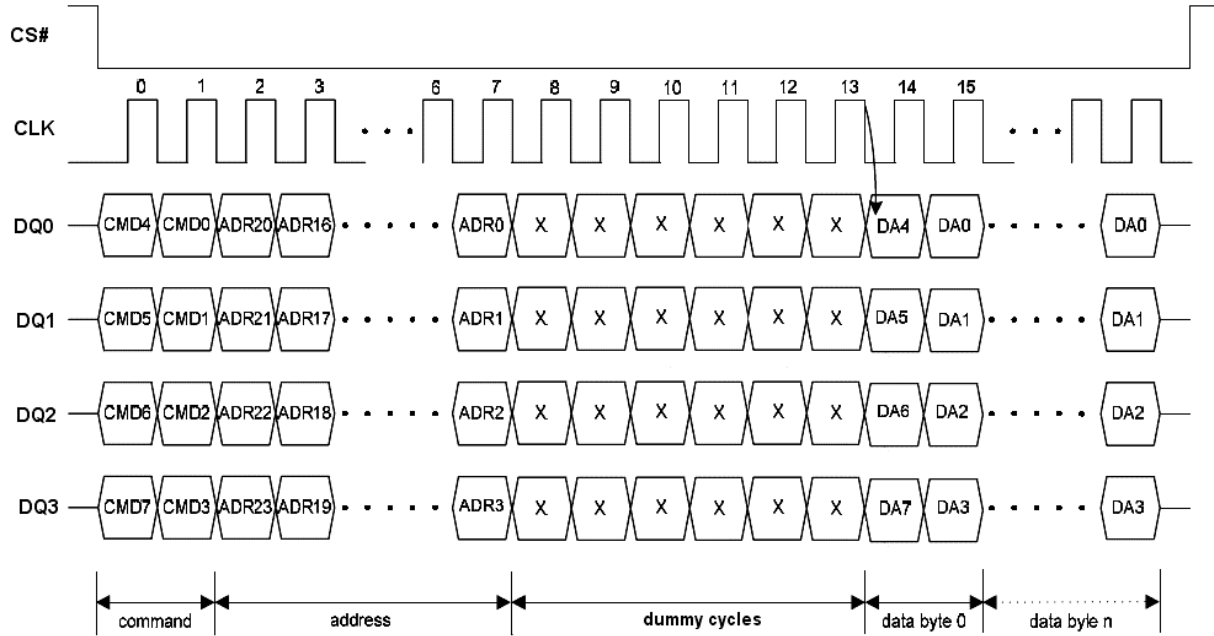 CS#
0 1 2 3 6 7 8 9 10 11 12 13 14 15
CLK
DQ0 CMD4 CMD0 ADR20 ADR16 ADR0 X X X X X X DA4 DA0 DA0
DQ1 CMD5 CMD1 ADR21 ADR17 ADR1 X X X X X X DA5 DA1 DA1
DQ2 CMD6 CMD2 ADR22 ADR18 ADR2 X X X X X X DA6 DA2 DA2
DQ3 CMD7 CMD3 ADR23 ADR19 ADR3 X X X X X X DA7 DA3 DA3
command address dummy cycles data byte 0 data byte n